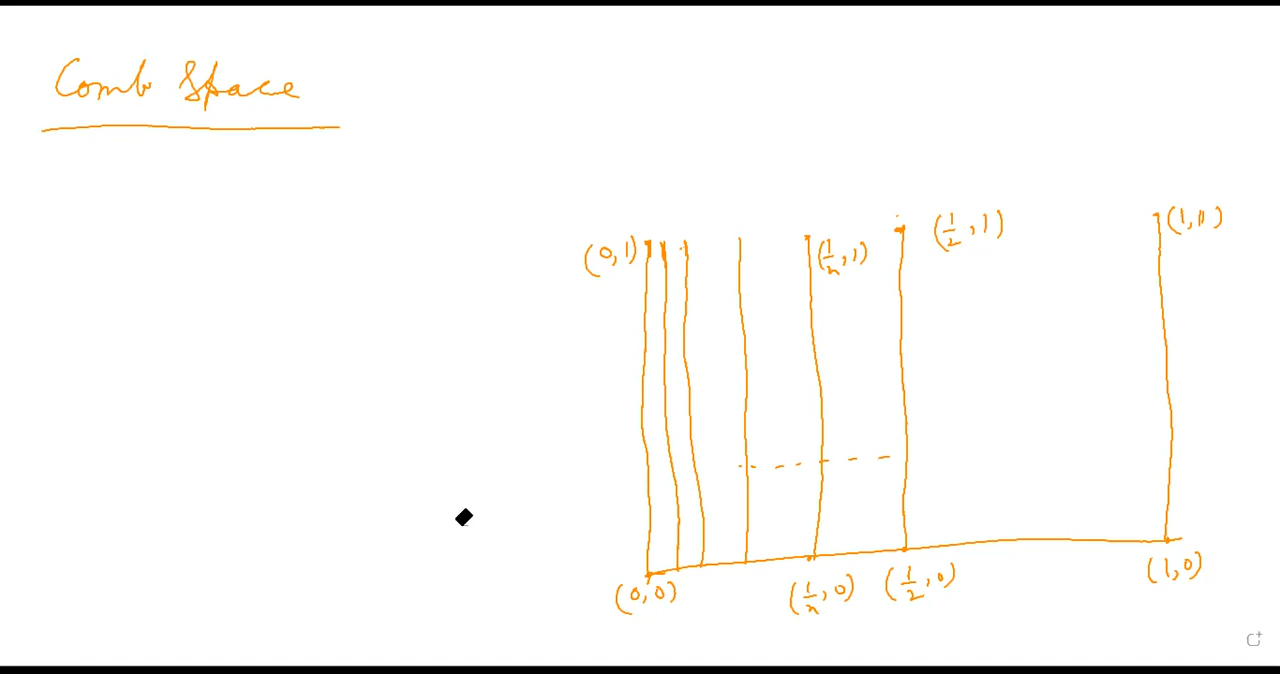 Comb Space
(0,1) (1/n,1) (1/2,1) (1,1)
(0,0) (1/n,0) (1/2,0) (1,0)